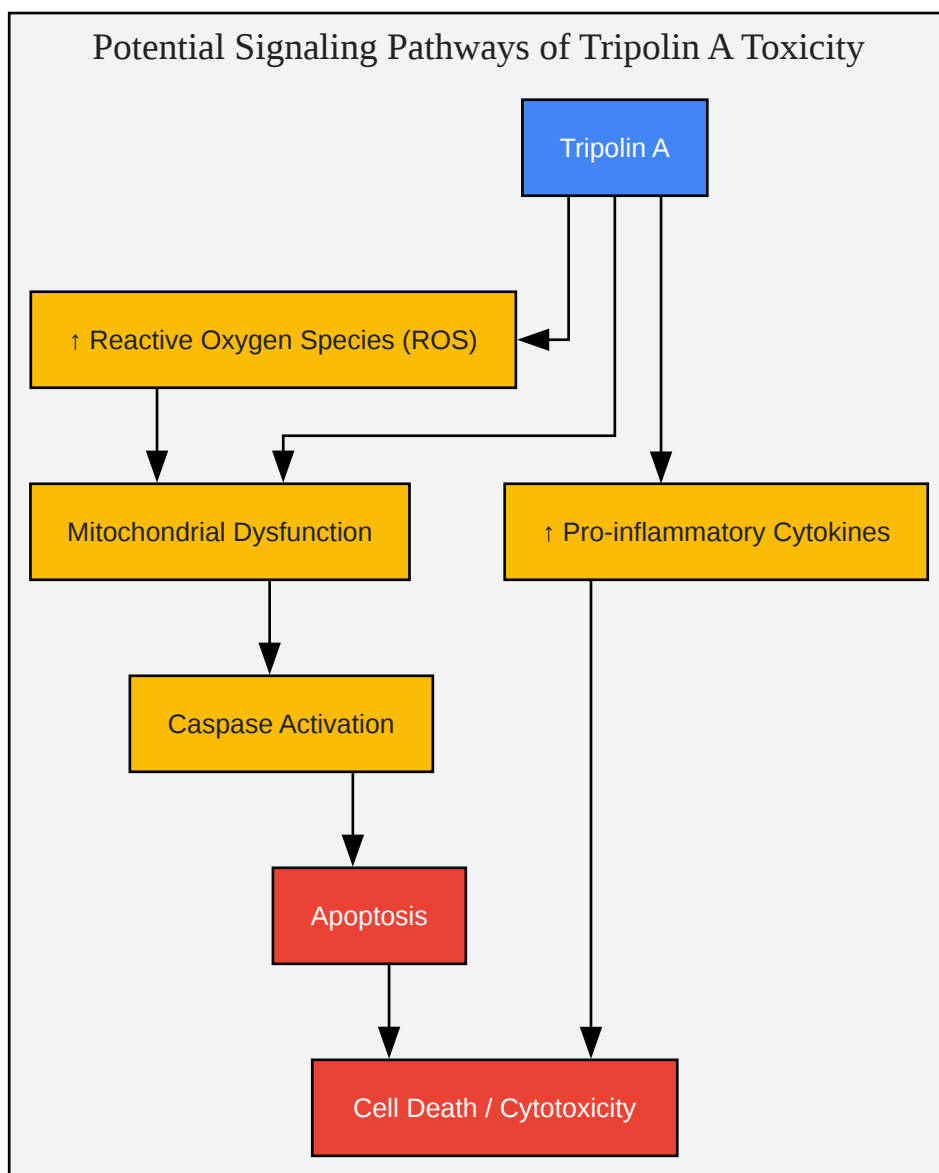 Potential Signaling Pathways of Tripolin A Toxicity
Tripolin A
↑ Reactive Oxygen Species (ROS)
Mitochondrial Dysfunction
↑ Pro-inflammatory Cytokines
Caspase Activation
Apoptosis
Cell Death / Cytotoxicity